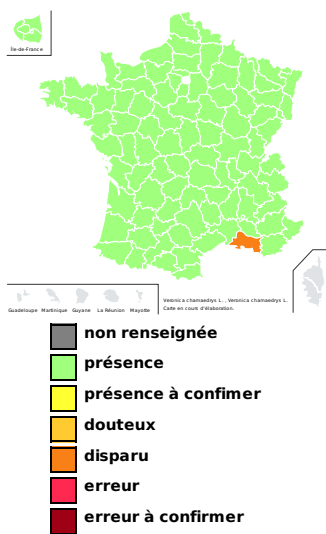 Île-de-France
Guadeloupe Martinique Guyane La Réunion Mayotte
Veronica chamaedrys L. , Veronica chamaedrys L.
Carte en cours d'élaboration.
non renseignée
présence
présence à confimer
douteux
disparu
erreur
erreur à confirmer